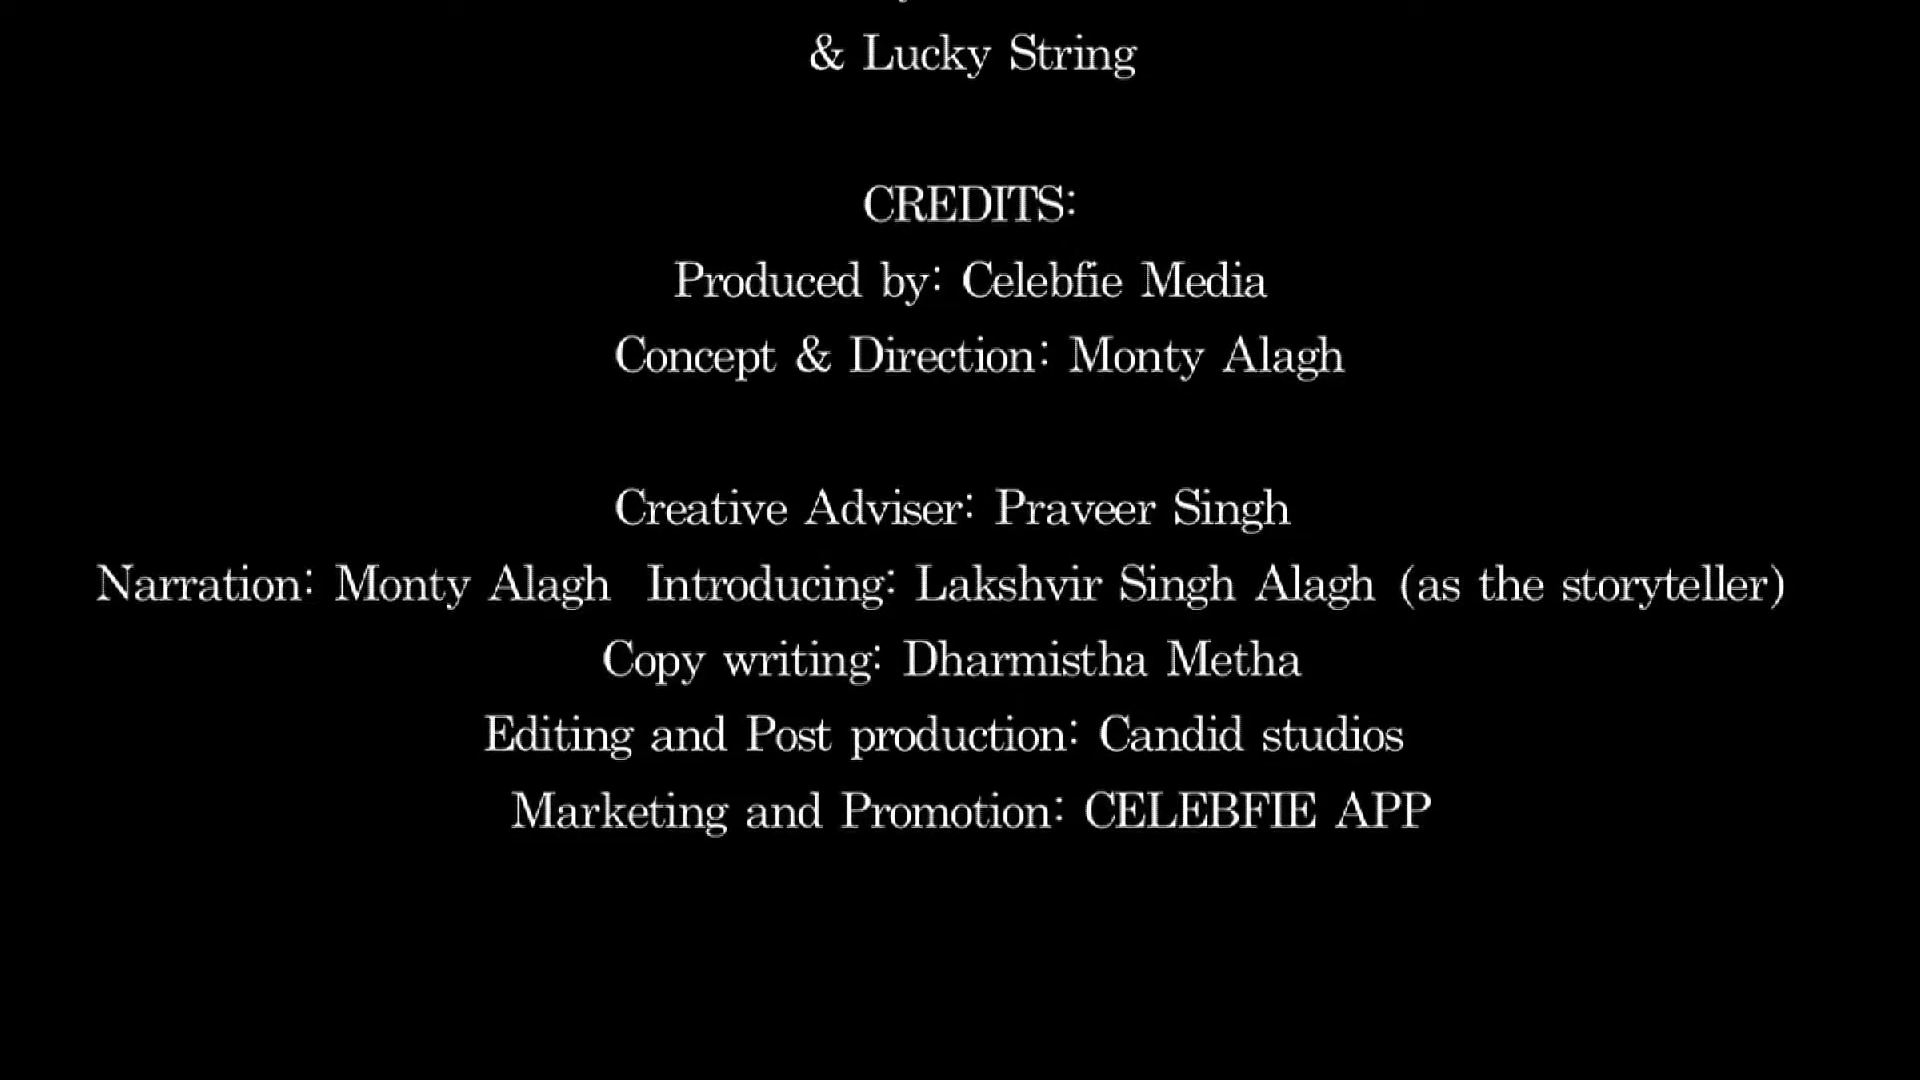 & Lucky String
CREDITS:
Produced by: Celebfie Media
Concept & Direction: Monty Alagh
Creative Adviser: Praveer Singh
Narration: Monty Alagh Introducing: Lakshvir Singh Alagh (as the storyteller)
Copy writing: Dharmistha Metha
Editing and Post production: Candid studios
Marketing and Promotion: CELEBFIE APP